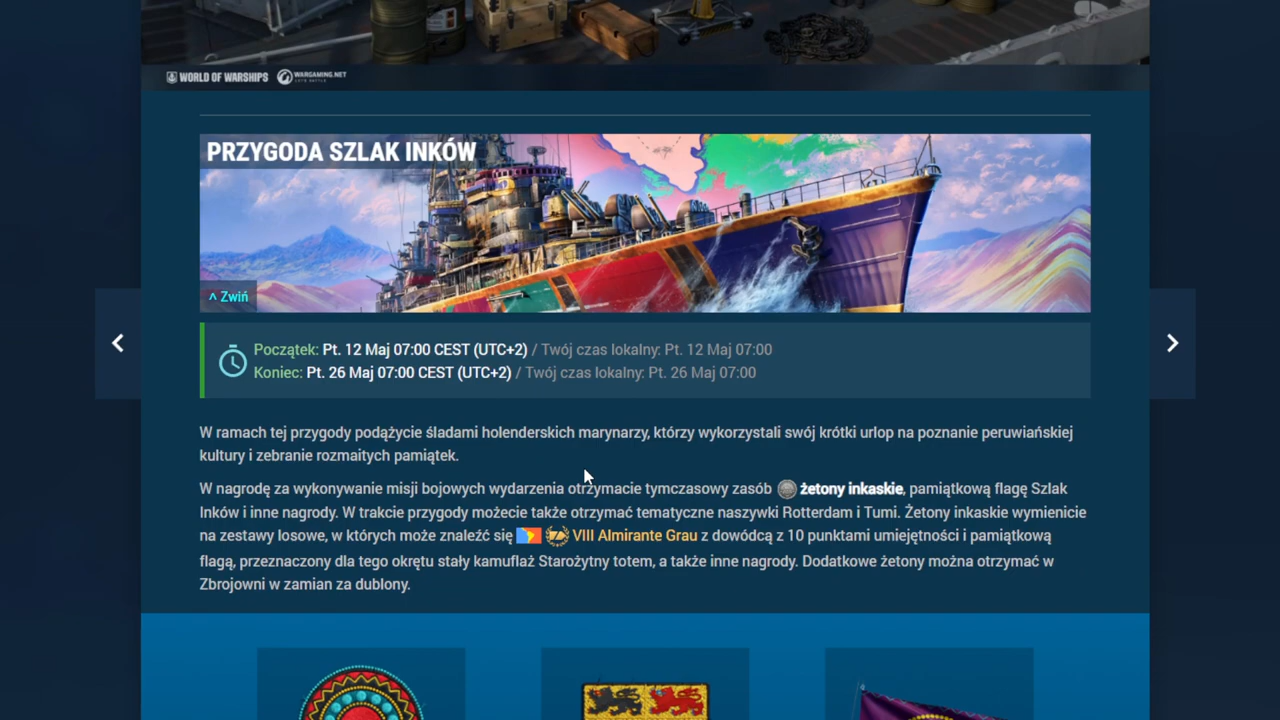 WORLD OF WARSHIPS WARGAMING.NET
LET'S BATTLE
PRZYGODA SZLAK INKÓW
^ Zwiń
Początek: Pt. 12 Maj 07:00 CEST (UTC+2) / Twój czas lokalny: Pt. 12 Maj 07:00
Koniec: Pt. 26 Maj 07:00 CEST (UTC+2) / Twój czas lokalny: Pt. 26 Maj 07:00
W ramach tej przygody podążycie śladami holenderskich marynarzy, którzy wykorzystali swój krótki urlop na poznanie peruwiańskiej
kultury i zebranie rozmaitych pamiątek.
W nagrodę za wykonywanie misji bojowych wydarzenia otrzymacie tymczasowy zasób żetony inkaskie, pamiątkową flagę Szlak
Inków i inne nagrody. W trakcie przygody możecie także otrzymać tematyczne naszywki Rotterdam i Tumi. Żetony inkaskie wymienicie
na zestawy losowe, w których może znaleźć się VIII Almirante Grau z dowódcą z 10 punktami umiejętności i pamiątkową
flagą, przeznaczony dla tego okrętu stały kamuflaż Starożytny totem, a także inne nagrody. Dodatkowe żetony można otrzymać w
Zbrojowni w zamian za dublony.